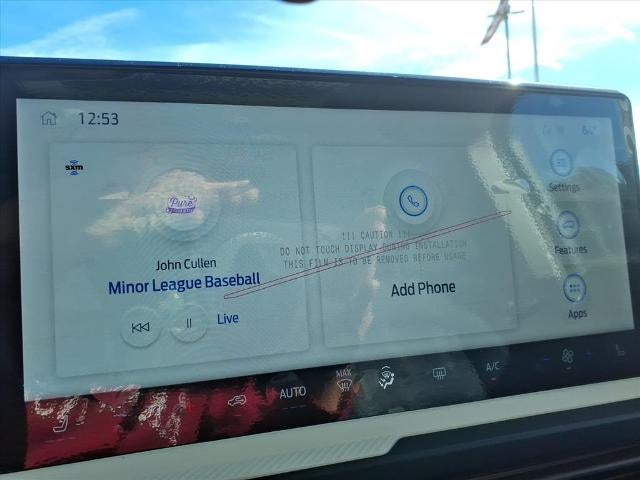 12:53
sxm
Pure
John Cullen
Minor League Baseball
Live
!!! CAUTION !!!
DO NOT TOUCH DISPLAY DURING INSTALLATION
THIS FILM IS TO BE REMOVED BEFORE USAGE
Add Phone
Settings
Features
Apps
AUTO
MAX
A/C